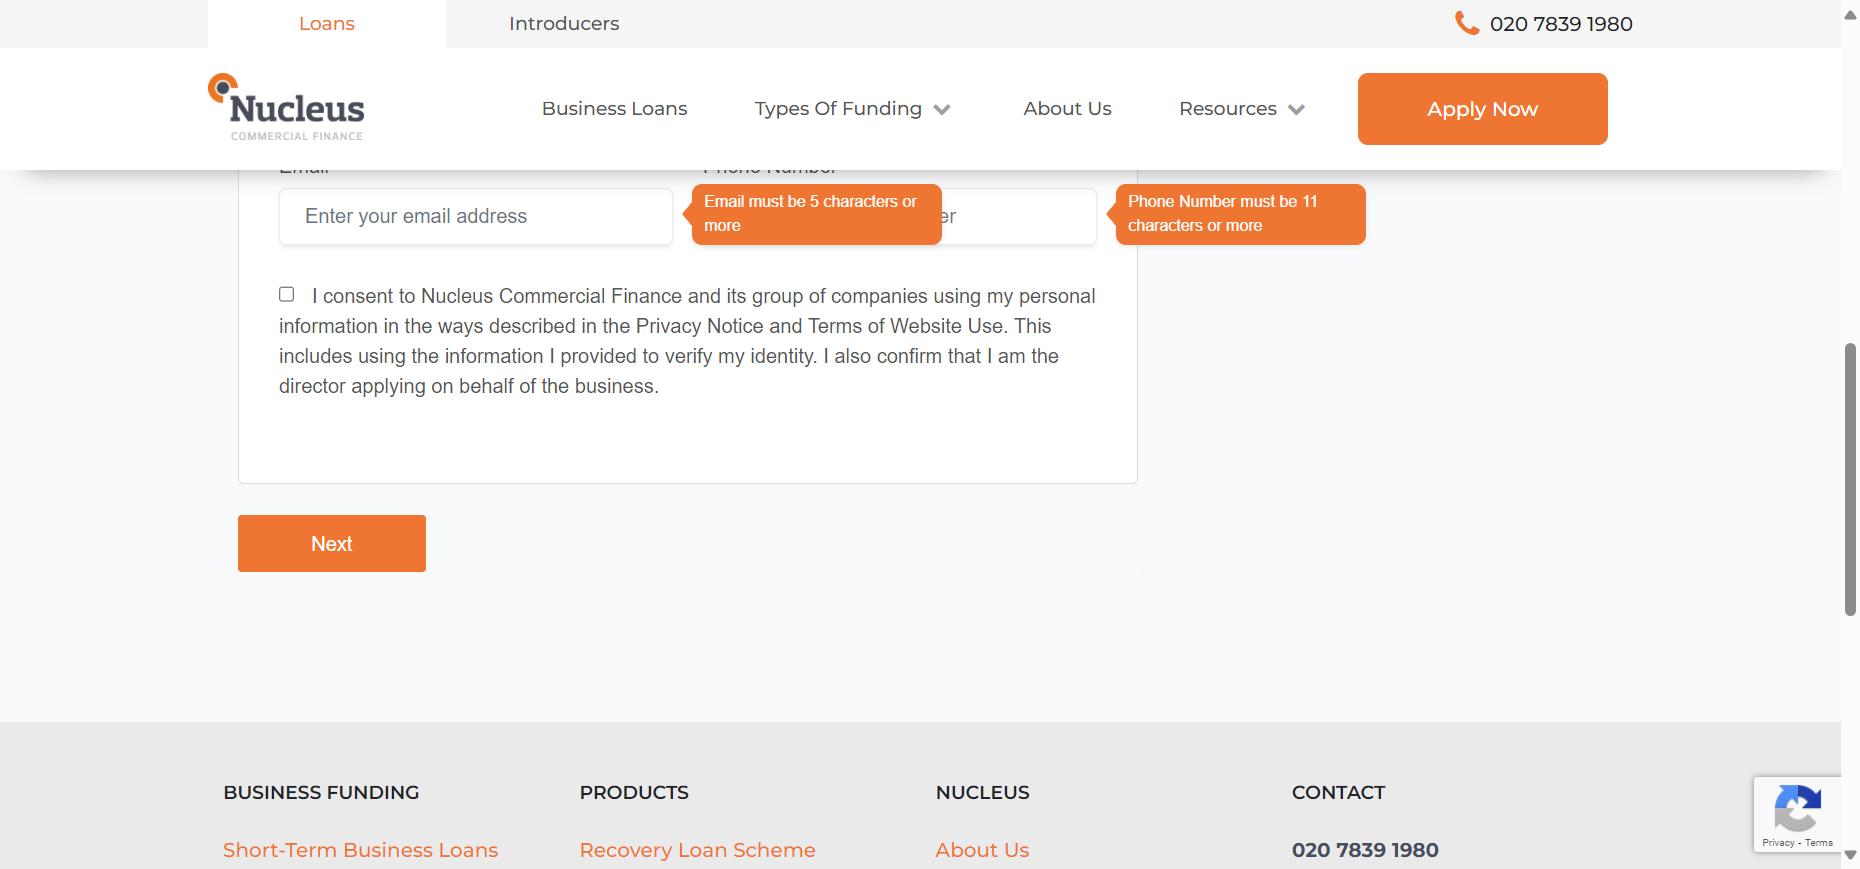 Loans
Introducers
020 7839 1980
Nucleus
COMMERCIAL FINANCE
Business Loans
Types Of Funding
About Us
Resources
Apply Now
Email must be 5 characters or
more
Phone Number must be 11
characters or more
Enter your email address
er
I consent to Nucleus Commercial Finance and its group of companies using my personal
information in the ways described in the Privacy Notice and Terms of Website Use. This
includes using the information I provided to verify my identity. I also confirm that I am the
director applying on behalf of the business.
Next
BUSINESS FUNDING
PRODUCTS
NUCLEUS
CONTACT
Short-Term Business Loans
Recovery Loan Scheme
About Us
020 7839 1980
Privacy - Terms